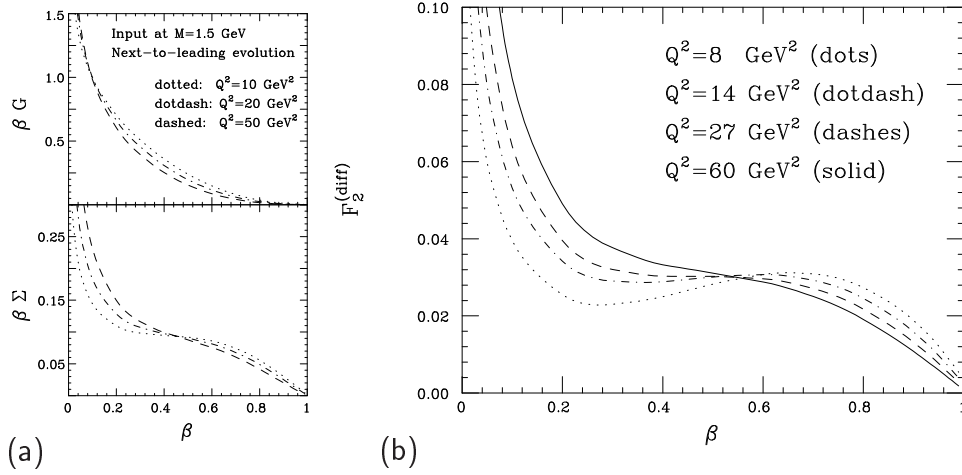 1.5
1.0
0.5
β G
Input at M=1.5 GeV
Next-to-leading evolution
dotted: Q²=10 GeV²
dotdash: Q²=20 GeV²
dashed: Q²=50 GeV²
0.25
0.15
0.05
β Σ
0 0.2 0.4 0.6 0.8 1
β
(a)
0.10
0.08
0.06
0.04
0.02
0.00
F₂^(diff)
Q²=8 GeV² (dots)
Q²=14 GeV² (dotdash)
Q²=27 GeV² (dashes)
Q²=60 GeV² (solid)
0 0.2 0.4 0.6 0.8 1
β
(b)